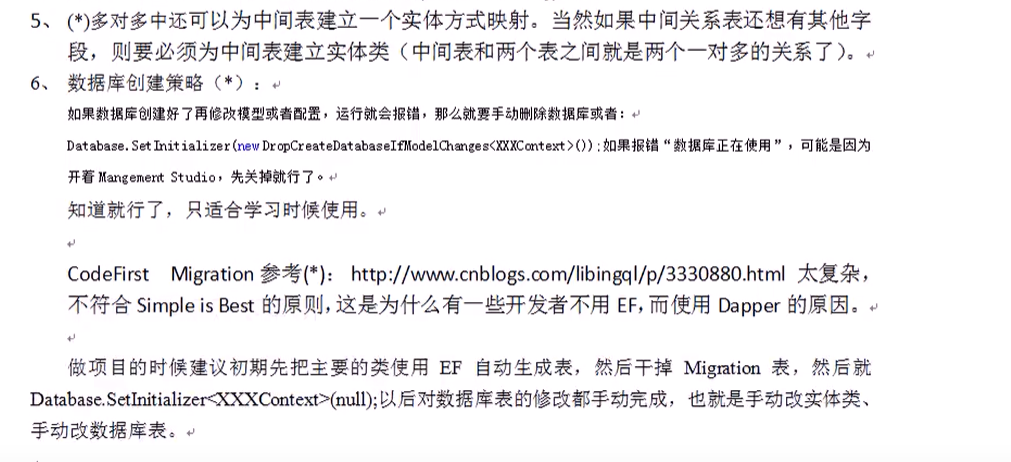 5、 (*)多对多中还可以为中间表建立一个实体方式映射。当然如果中间关系表还想有其他字
段，则要必须为中间表建立实体类（中间表和两个表之间就是两个一对多的关系了）。
6、 数据库创建策略（*）：
如果数据库创建好了再修改模型或者配置，运行就会报错，那么就要手动删除数据库或者：
Database.SetInitializer(new DropCreateDatabaseIfModelChanges<XXXContext>());如果报错“数据库正在使用”，可能是因为
开着Mangement Studio，先关掉就行了。
知道就行了，只适合学习时候使用。
CodeFirst Migration 参考(*)： http://www.cnblogs.com/libingql/p/3330880.html 太复杂，
不符合 Simple is Best 的原则，这是为什么有一些开发者不用 EF，而使用 Dapper 的原因。
做项目的时候建议初期先把主要的类使用 EF 自动生成表，然后干掉 Migration 表，然后就
Database.SetInitializer<XXXContext>(null);以后对数据库表的修改都手动完成，也就是手动改实体类、
手动改数据库表。